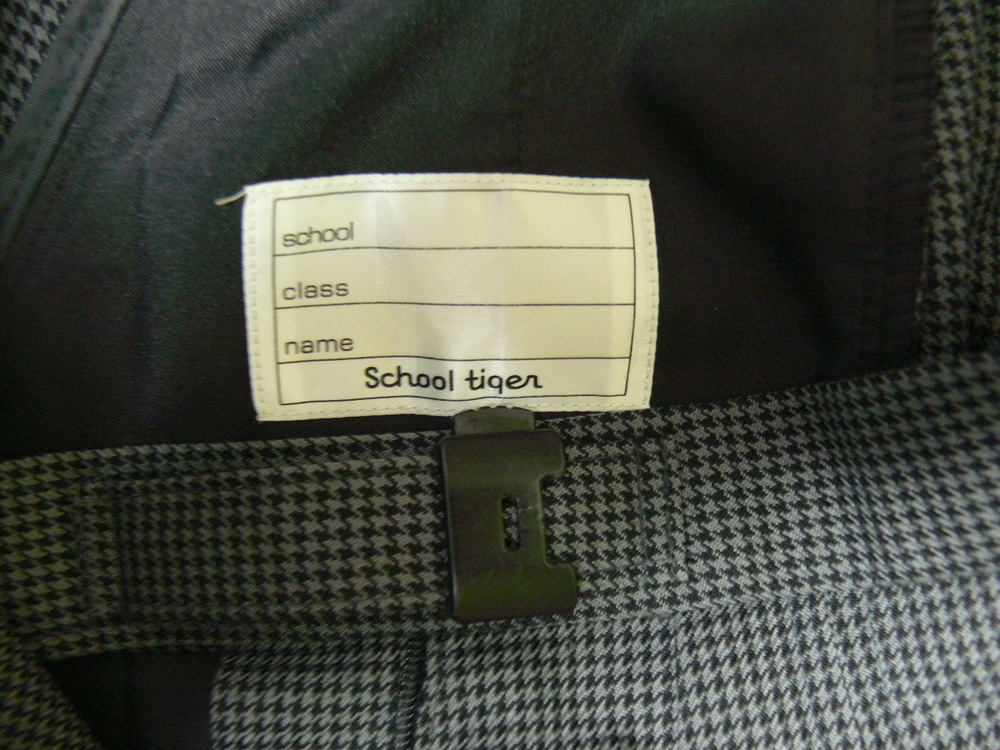 school
class
name
School tiger